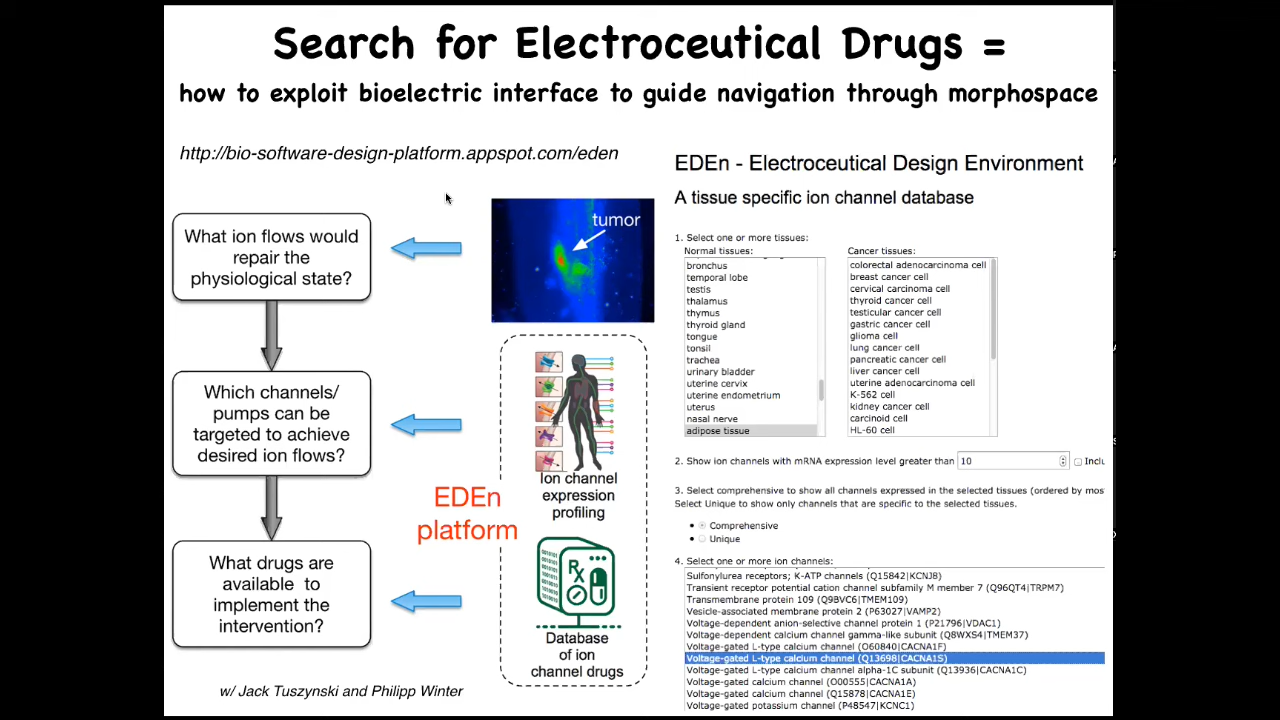 Search for Electroceutical Drugs =
how to exploit bioelectric interface to guide navigation through morphospace
http://bio-software-design-platform.appspot.com/eden
What ion flows would
repair the
physiological state?
Which channels/
pumps can be
targeted to achieve
desired ion flows?
What drugs are
available to
implement the
intervention?
w/ Jack Tuszynski and Philipp Winter
tumor
Ion channel
expression
profiling
EDEn
platform
Rx
Database
of ion
channel drugs
EDEn - Electroceutical Design Environment
A tissue specific ion channel database
1. Select one or more tissues:
Normal tissues:
bronchus
temporal lobe
testis
thalamus
thymus
thyroid gland
tongue
tonsil
trachea
urinary bladder
uterine cervix
uterine endometrium
uterus
nasal nerve
adipose tissue
Cancer tissues:
colorectal adenocarcinoma cell
breast cancer cell
cervical carcinoma cell
thyroid cancer cell
testicular cancer cell
gastric cancer cell
glioma cell
lung cancer cell
pancreatic cancer cell
liver cancer cell
uterine adenocarcinoma cell
K-562 cell
kidney cancer cell
carcinoid cell
HL-60 cell
2. Show ion channels with mRNA expression level greater than 10 Inclu
3. Select comprehensive to show all channels expressed in the selected tissues (ordered by mos
Select Unique to show only channels that are specific to the selected tissues.
Comprehensive
Unique
4. Select one or more ion channels:
Sulfonylurea receptors; K-ATP channels (Q15842|KCNJ8)
Transient receptor potential cation channel subfamily M member 7 (Q96QT4|TRPM7)
Transmembrane protein 109 (Q9BVC6|TMEM109)
Vesicle-associated membrane protein 2 (P63027|VAMP2)
Voltage-dependent anion-selective channel protein 1 (P21796|VDAC1)
Voltage-dependent calcium channel gamma-like subunit (Q8WXS4|TMEM37)
Voltage-gated L-type calcium channel (O60840|CACNA1F)
Voltage-gated L-type calcium channel (Q13698|CACNA1S)
Voltage-gated L-type calcium channel alpha-1C subunit (Q13936|CACNA1C)
Voltage-gated calcium channel (O00555|CACNA1A)
Voltage-gated calcium channel (Q15878|CACNA1E)
Voltage-gated potassium channel (P48547|KCNC1)